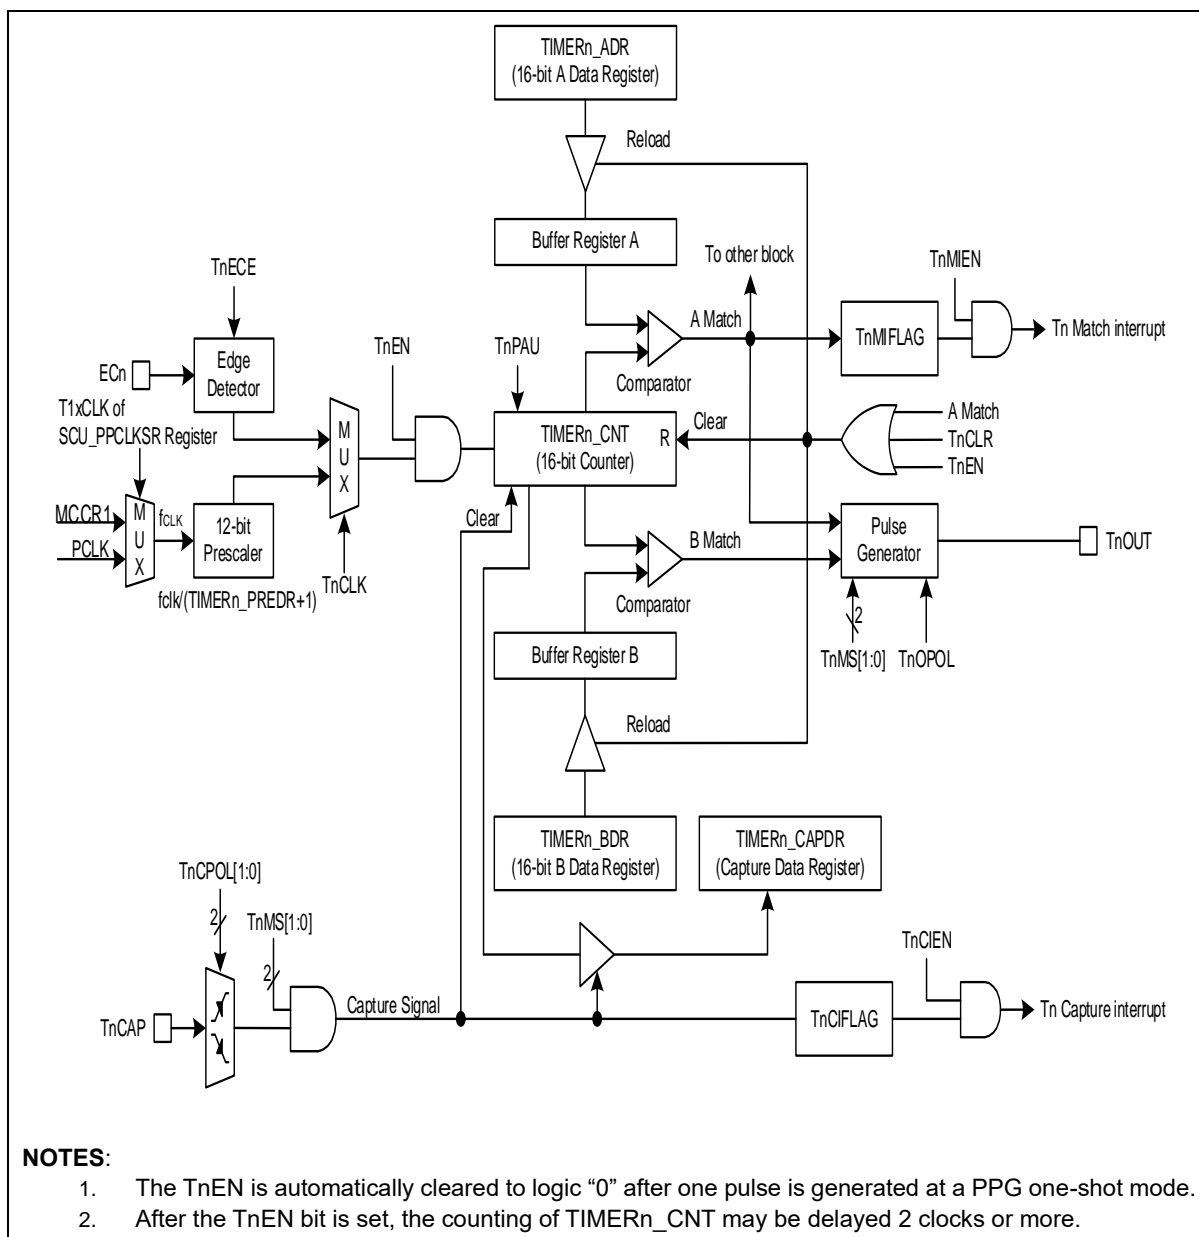 TIMERn_ADR
(16-bit A Data Register)
Reload
Buffer Register A
To other block
TnECE
TnMIEN
A Match
TnMIFLAG
Tn Match interrupt
TnEN
TnPAU
ECn
Edge
Detector
Comparator
T1xCLK of
SCU_PPCLKSR Register
M
U
X
TIMERn_CNT
(16-bit Counter)
R
Clear
A Match
TnCLR
TnEN
MCCR1
PCLK
M
U
X
fCLK
12-bit
Prescaler
Clear
B Match
Pulse
Generator
TnOUT
TnCLK
fclk/(TIMERn_PREDR+1)
Comparator
2
Buffer Register B
TnMS[1:0]
TnOPOL
Reload
TIMERn_BDR
(16-bit B Data Register)
TIMERn_CAPDR
(Capture Data Register)
TnCPOL[1:0]
2
TnMS[1:0]
2
TnCIEN
TnCAP
Capture Signal
TnCIFLAG
Tn Capture interrupt
NOTES:
1. The TnEN is automatically cleared to logic “0” after one pulse is generated at a PPG one-shot mode.
2. After the TnEN bit is set, the counting of TIMERn_CNT may be delayed 2 clocks or more.